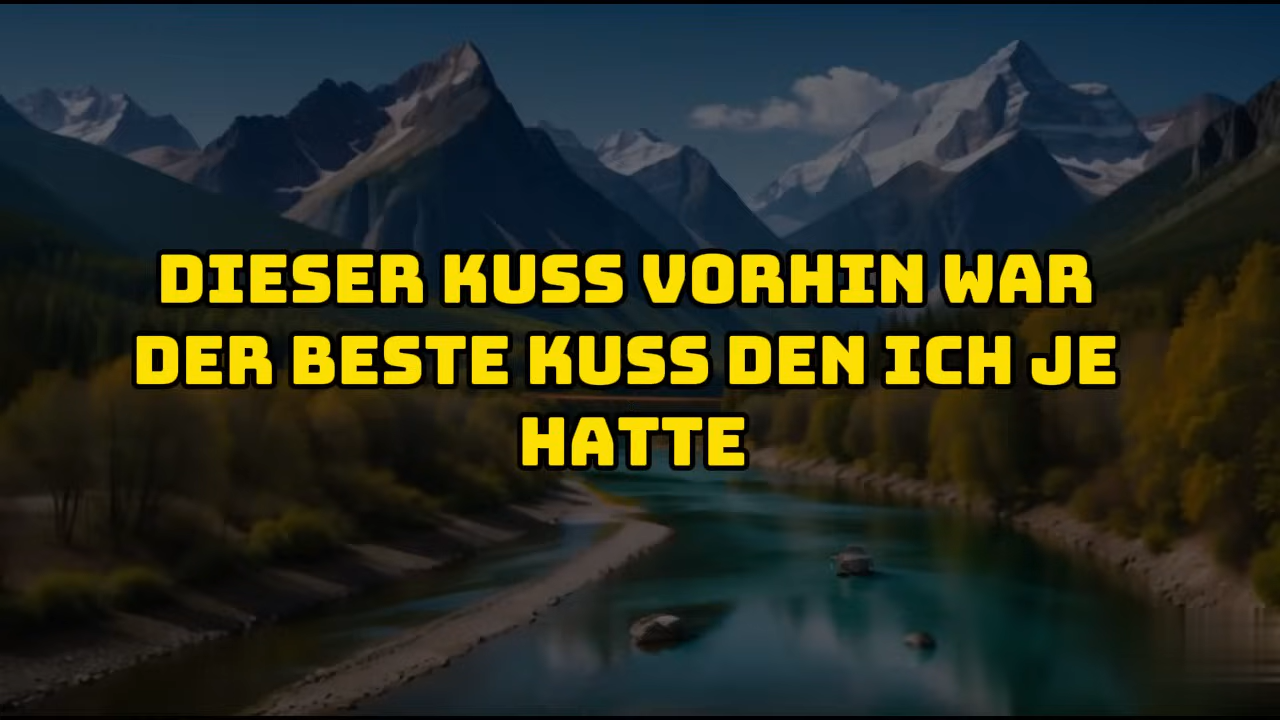 DIESER KUSS VORHIN WAR
DER BESTE KUSS DEN ICH JE
HATTE